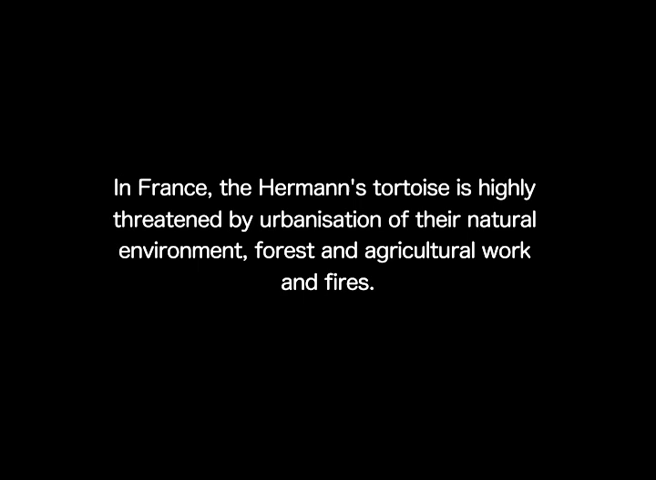 In France, the Hermann's tortoise is highly
threatened by urbanisation of their natural
environment, forest and agricultural work
and fires.